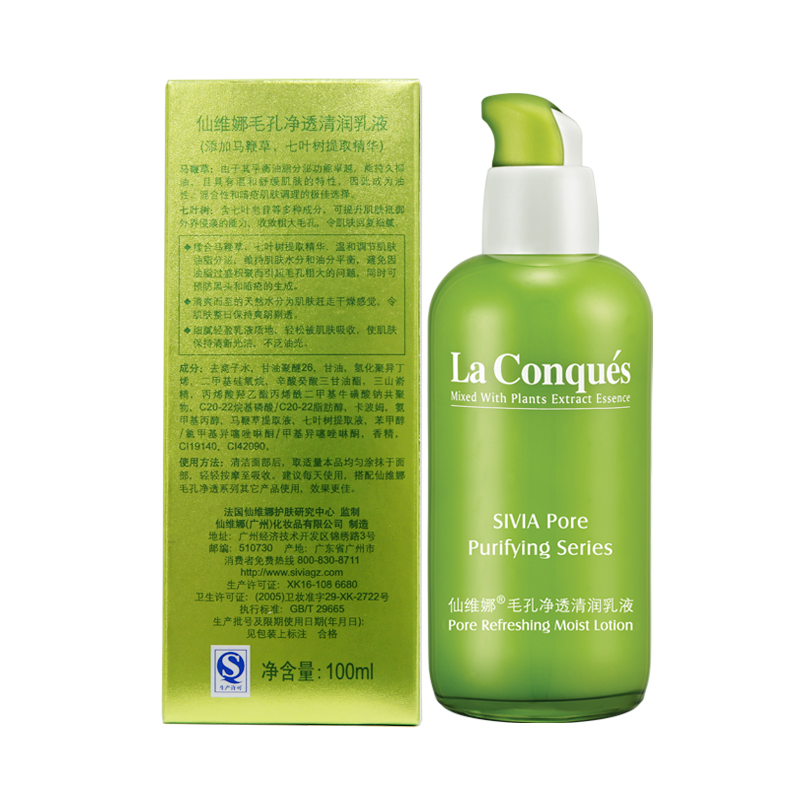 仙维娜毛孔净透清润乳液
(添加马鞭草、七叶树提取精华)
马鞭草：由于其平衡油脂分泌功能卓越，能持久抑
油，且具有温和舒缓肌肤的特性，因此成为油
性、混合性和暗疮肌肤调理的极佳选择。
七叶树：含七叶皂苷等多种成分，可提升肌肤抵御
外界侵袭的能力，收敛粗大毛孔，令肌肤回复细腻。
◆糅合马鞭草、七叶树提取精华，温和调节肌肤
油脂分泌，维持肌肤水分和油分平衡，避免因
油脂过盛积聚而引起毛孔粗大的问题，同时可
预防黑头和暗疮的生成。
◆清爽而至的天然水分为肌肤赶走干燥感觉，令
肌肤整日保持爽朗剔透。
◆细腻轻盈乳液质地，轻松被肌肤吸收，使肌肤
保持清新光洁，不泛油光。
成分：去离子水，甘油聚醚26，甘油，氢化聚异丁
烯，二甲基硅氧烷，辛酸癸酸三甘油酯，三山嵛
精，丙烯酸羟乙酯丙烯酰二甲基牛磺酸钠共聚
物，C20-22烷基磷酸/C20-22脂肪醇，卡波姆，氨
甲基丙醇，马鞭草提取液，七叶树提取液，苯甲醇
/氯甲基异噻唑啉酮/甲基异噻唑啉酮，香精，
CI19140，CI42090。
使用方法：清洁面部后，取适量本品均匀涂抹于面
部，轻轻按摩至吸收。建议每天使用，搭配仙维娜
毛孔净透系列其它产品使用，效果更佳。
法国仙维娜护肤研究中心 监制
仙维娜(广州)化妆品有限公司 制造
地址：广州经济技术开发区锦绣路3号
邮编：510730 产地：广东省广州市
消费者免费热线 800-830-8711
http://www.siviagz.com
生产许可证：XK16-108 6680
卫生许可证：(2005)卫妆准字29-XK-2722号
执行标准：GB/T 29665
生产批号及限期使用日期(年月日):
见包装上标注 合格
生产许可
净含量：100ml
La Conqués
Mixed With Plants Extract Essence
SIVIA Pore
Purifying Series
仙维娜®毛孔净透清润乳液
Pore Refreshing Moist Lotion